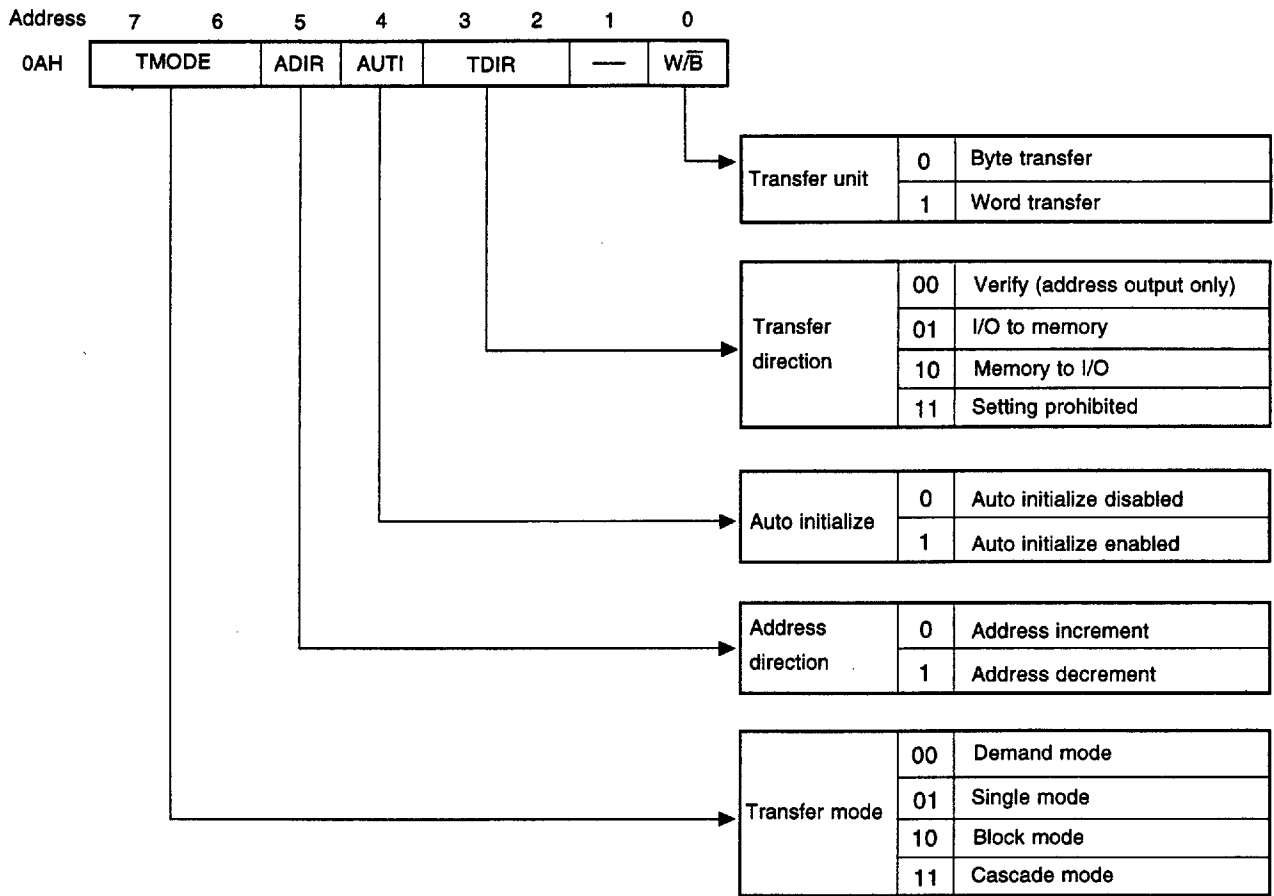 Address 7 6 5 4 3 2 1 0
0AH TMODE ADIR AUTI TDIR — W/B̅
Transfer unit
0 Byte transfer
1 Word transfer
Transfer direction
00 Verify (address output only)
01 I/O to memory
10 Memory to I/O
11 Setting prohibited
Auto initialize
0 Auto initialize disabled
1 Auto initialize enabled
Address direction
0 Address increment
1 Address decrement
Transfer mode
00 Demand mode
01 Single mode
10 Block mode
11 Cascade mode